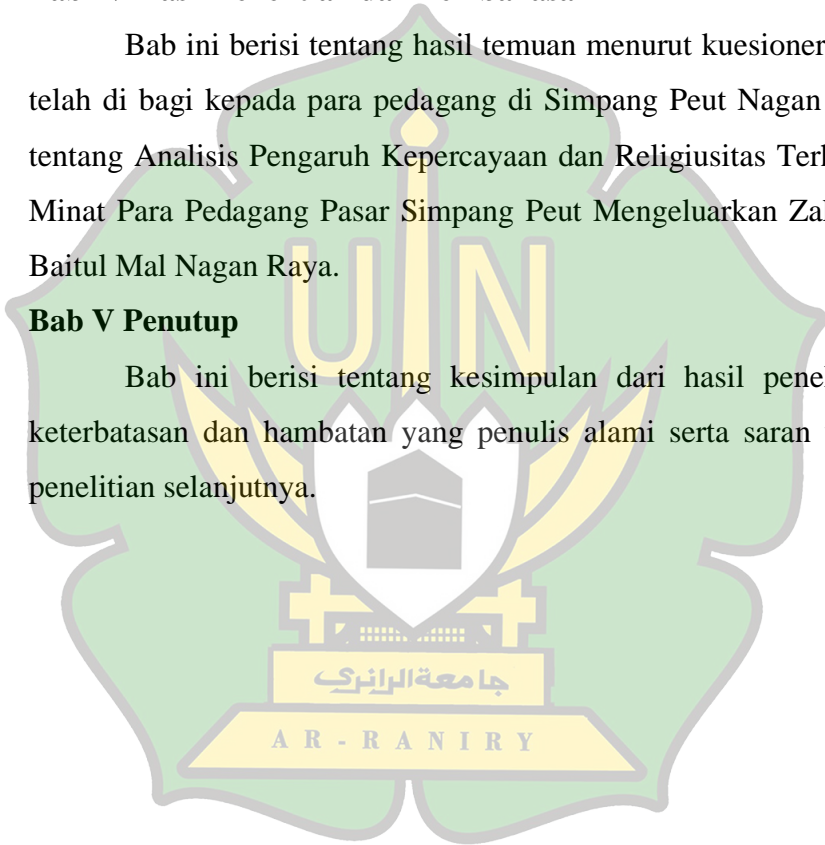 Bab ini berisi tentang hasil temuan menurut kuesioner
telah di bagi kepada para pedagang di Simpang Peut Nagan
tentang Analisis Pengaruh Kepercayaan dan Religiusitas
Minat Para Pedagang Pasar Simpang Peut Mengeluarkan
Baitul Mal Nagan Raya.
Bab V Penutup
Bab ini berisi tentang kesimpulan dari hasil
keterbatasan dan hambatan yang penulis alami serta saran
penelitian selanjutnya.
UIN
جامعةالرانري
AR-RANIRY